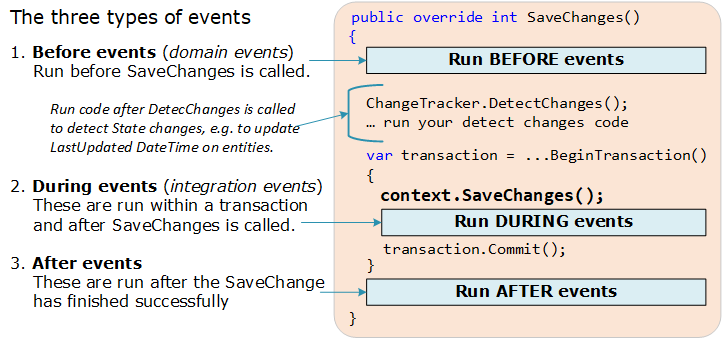 The three types of events
1. Before events (domain events)
Run before SaveChanges is called.
Run code after DetecChanges is called
to detect State changes, e.g. to update
LastUpdated DateTime on entities.
2. During events (integration events)
These are run within a transaction
and after SaveChanges is called.
3. After events
These are run after the SaveChange
has finished successfully
public override int SaveChanges()
{
Run BEFORE events
ChangeTracker.DetectChanges();
… run your detect changes code
var transaction = ...BeginTransaction()
{
context.SaveChanges();
Run DURING events
transaction.Commit();
}
Run AFTER events
}